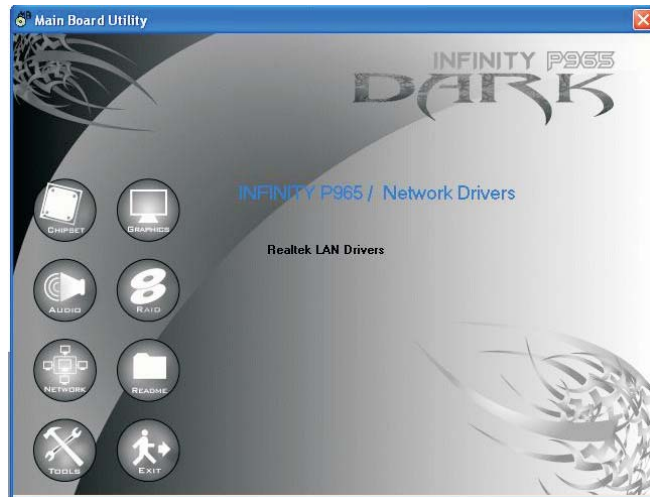 Main Board Utility
INFINITY P965
DARK
INFINITY P965 / Network Drivers
Realtek LAN Drivers
CHIPSET
GRAPHICS
AUDIO
RAID
NETWORK
README
TOOLS
EXIT